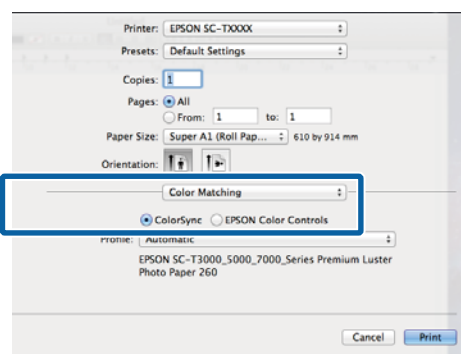 Printer: EPSON SC-TXXXX
Presets: Default Settings
Copies: 1
Pages: All
From: 1 to: 1
Paper Size: Super A1 (Roll Pap... 610 by 914 mm
Orientation:
Color Matching
ColorSync EPSON Color Controls
Profile: Automatic
EPSON SC-T3000_5000_7000_Series Premium Luster
Photo Paper 260
Cancel Print